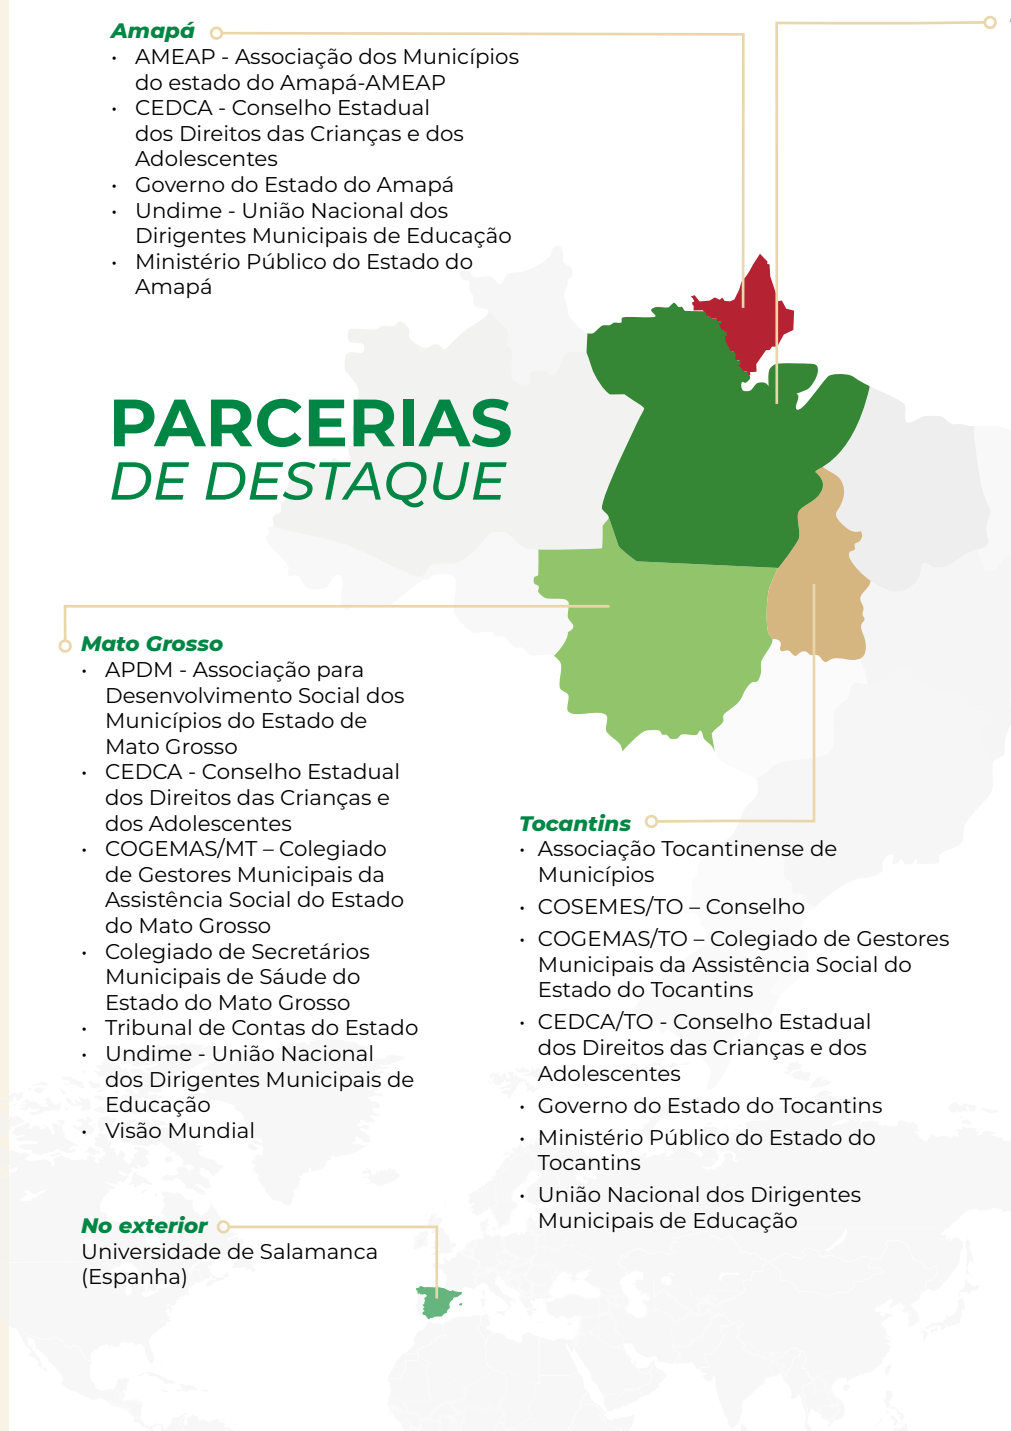 Amapá
• AMEAP - Associação dos Municípios
do estado do Amapá-AMEAP
• CEDCA - Conselho Estadual
dos Direitos das Crianças e dos
Adolescentes
• Governo do Estado do Amapá
• Undime - União Nacional dos
Dirigentes Municipais de Educação
• Ministério Público do Estado do
Amapá
PARCERIAS
DE DESTAQUE
Mato Grosso
• APDM - Associação para
Desenvolvimento Social dos
Municípios do Estado de
Mato Grosso
• CEDCA - Conselho Estadual
dos Direitos das Crianças e
dos Adolescentes
• COGEMAS/MT – Colegiado
de Gestores Municipais da
Assistência Social do Estado
do Mato Grosso
• Colegiado de Secretários
Municipais de Sáude do
Estado do Mato Grosso
• Tribunal de Contas do Estado
• Undime - União Nacional
dos Dirigentes Municipais de
Educação
• Visão Mundial
Tocantins
• Associação Tocantinense de
Municípios
• COSEMES/TO – Conselho
• COGEMAS/TO – Colegiado de Gestores
Municipais da Assistência Social do
Estado do Tocantins
• CEDCA/TO - Conselho Estadual
dos Direitos das Crianças e dos
Adolescentes
• Governo do Estado do Tocantins
• Ministério Público do Estado do
Tocantins
• União Nacional dos Dirigentes
Municipais de Educação
No exterior
Universidade de Salamanca
(Espanha)